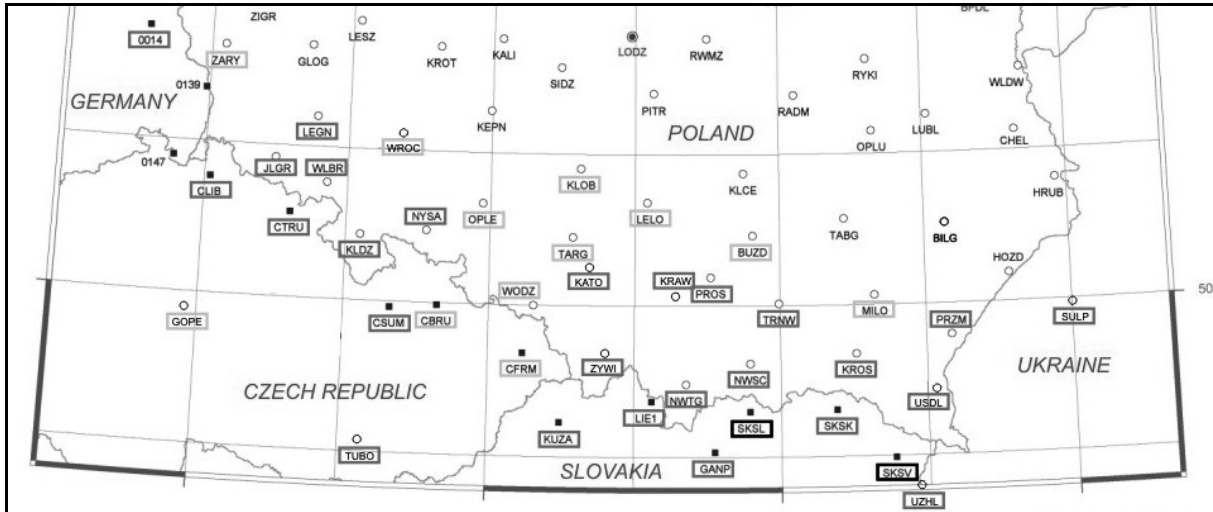 BPDL
ZIGR
LESZ
0014
ZARY
GLOG
KROT
KALI
LODZ
RWMZ
SIDZ
RYKI
WLDW
0139
GERMANY
PITR
RADM
LEGN
KEPN
LUBL
WROC
POLAND
OPLU
CHEL
0147
JLGR
WLBR
CLIB
KLOB
KLCE
HRUB
CTRU
NYSA
OPLE
LELO
TABG
BILG
KLDZ
TARG
BUZD
HOZD
KATO
KRAW
PROS
WODZ
50
GOPE
CSUM
CBRU
TRNW
MILO
PRZM
SULP
CFRM
ZYWI
NWSC
KROS
UKRAINE
CZECH REPUBLIC
NWTG
USDL
LIE1
KUZA
SKSL
SKSK
TUBO
SLOVAKIA
GANP
SKSV
UZHL